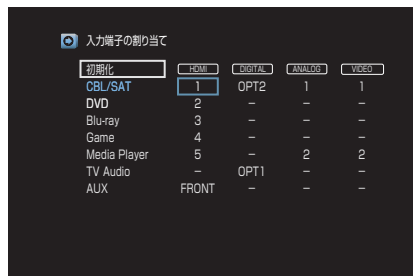 入力端子の割り当て
初期化 HDMI DIGITAL ANALOG VIDEO
CBL/SAT 1 OPT2 1 1
DVD 2 – – –
Blu-ray 3 – – –
Game 4 – – –
Media Player 5 – 2 2
TV Audio – OPT1 – –
AUX FRONT – – –